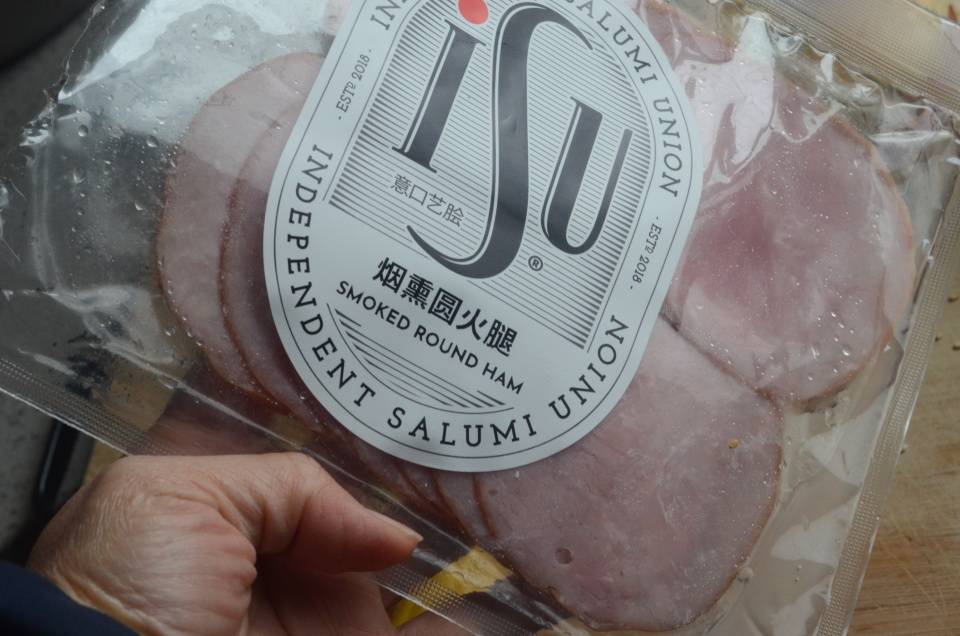 SALUMI UNION
iSU®
意口艺脍
· ESTD 2018 ·
· ESTD 2018 ·
烟熏圆火腿
SMOKED ROUND HAM
INDEPENDENT SALUMI UNION